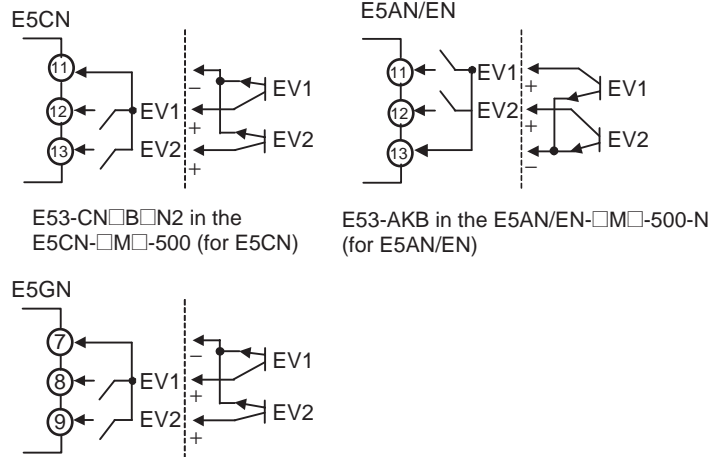 E5CN
11
12
13
EV1
EV2
−
+
+
EV1
EV2
E53-CN□B□N2 in the
E5CN-□M□-500 (for E5CN)
E5AN/EN
11
12
13
EV1
EV2
+
+
−
EV1
EV2
E53-AKB in the E5AN/EN-□M□-500-N
(for E5AN/EN)
E5GN
7
8
9
EV1
EV2
−
+
+
EV1
EV2